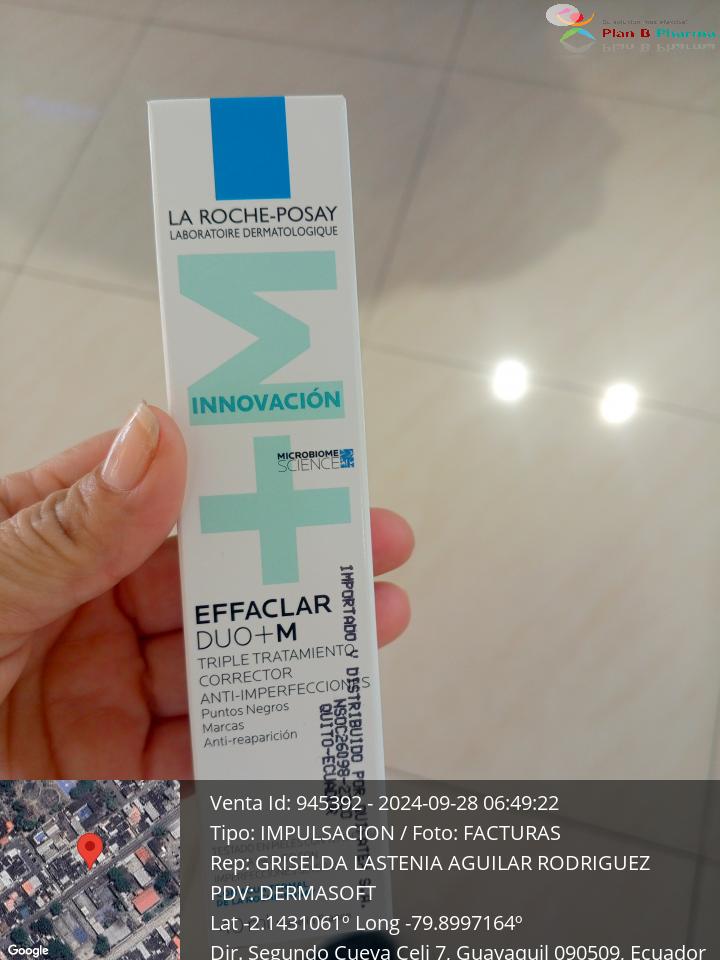 Plan B Pharma
LA ROCHE-POSAY
LABORATOIRE DERMATOLOGIQUE
+M
INNOVACIÓN
MICROBIOME
SCIENCE
EFFACLAR
DUO+M
TRIPLE TRATAMIENTO
CORRECTOR
ANTI-IMPERFECCIONES
Puntos Negros
Marcas
Anti-reaparición
IMPORTADO Y DISTRIBUIDO POR
QUITO-ECUADOR
Venta Id: 945392 - 2024-09-28 06:49:22
Tipo: IMPULSACION / Foto: FACTURAS
Rep: GRISELDA LASTENIA AGUILAR RODRIGUEZ
PDV: DERMASOFT
Lat -2.1431061º Long -79.8997164º
Dir. Segundo Cueva Celi 7, Guayaquil 090509, Ecuador
Google